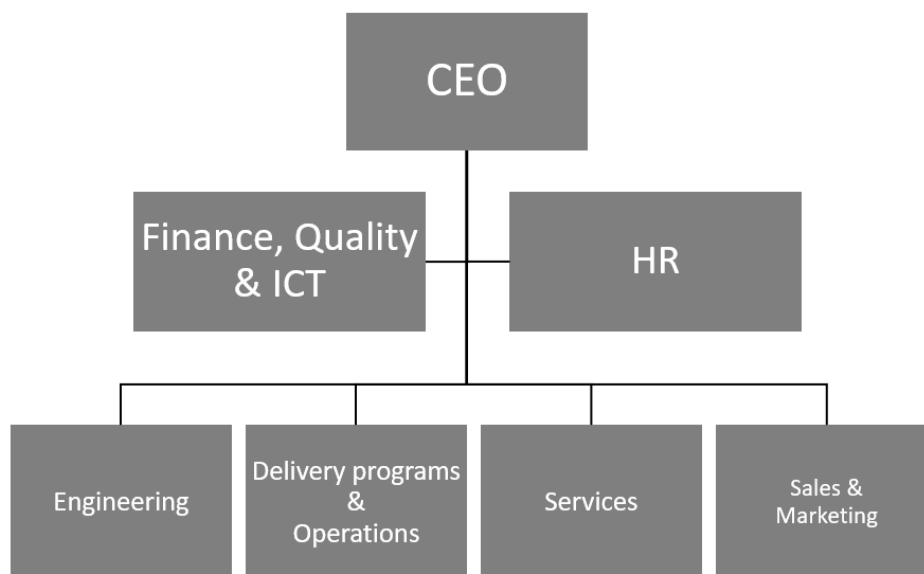 CEO
Finance, Quality
& ICT
HR
Engineering
Delivery programs
&
Operations
Services
Sales &
Marketing